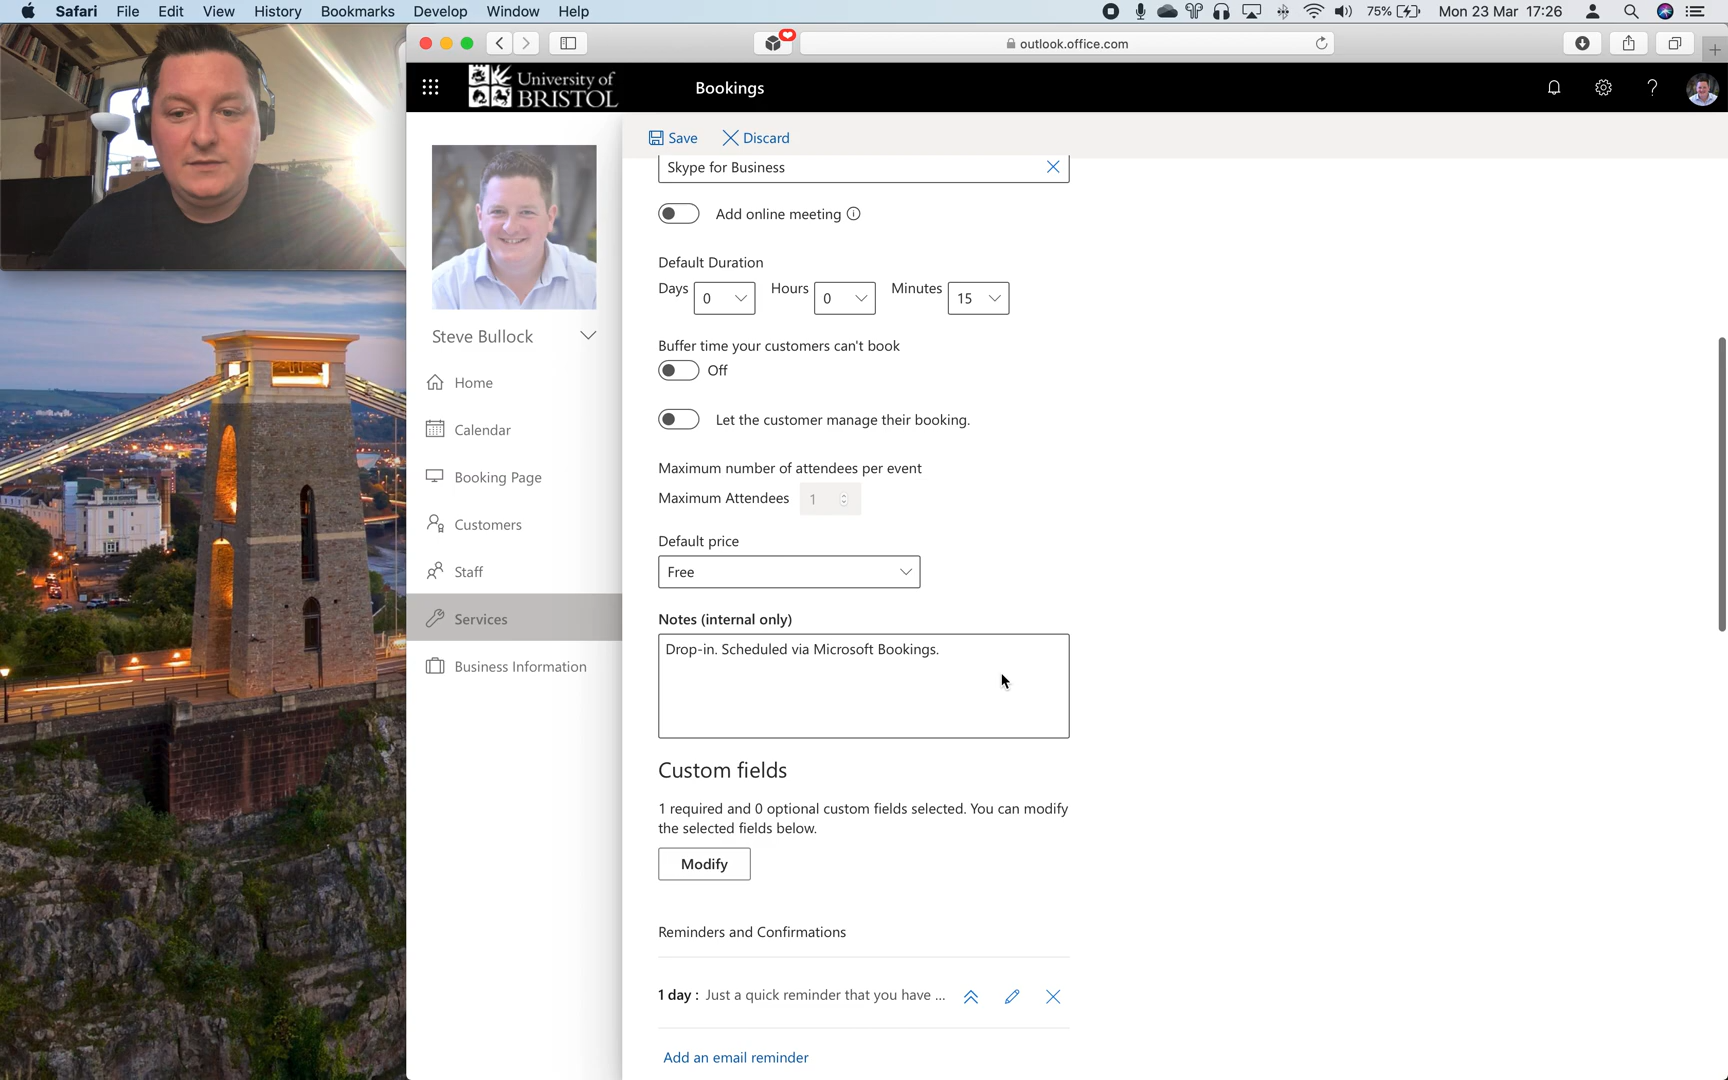 Safari File Edit View History Bookmarks Develop Window Help
75% Mon 23 Mar 17:26
outlook.office.com
University of
BRISTOL
Bookings
Save Discard
Skype for Business
Add online meeting
Default Duration
Days 0 Hours 0 Minutes 15
Buffer time your customers can't book
Off
Let the customer manage their booking.
Maximum number of attendees per event
Maximum Attendees 1
Default price
Free
Notes (internal only)
Drop-in. Scheduled via Microsoft Bookings.
Custom fields
1 required and 0 optional custom fields selected. You can modify
the selected fields below.
Modify
Reminders and Confirmations
1 day : Just a quick reminder that you have ...
Add an email reminder
Steve Bullock
Home
Calendar
Booking Page
Customers
Staff
Services
Business Information